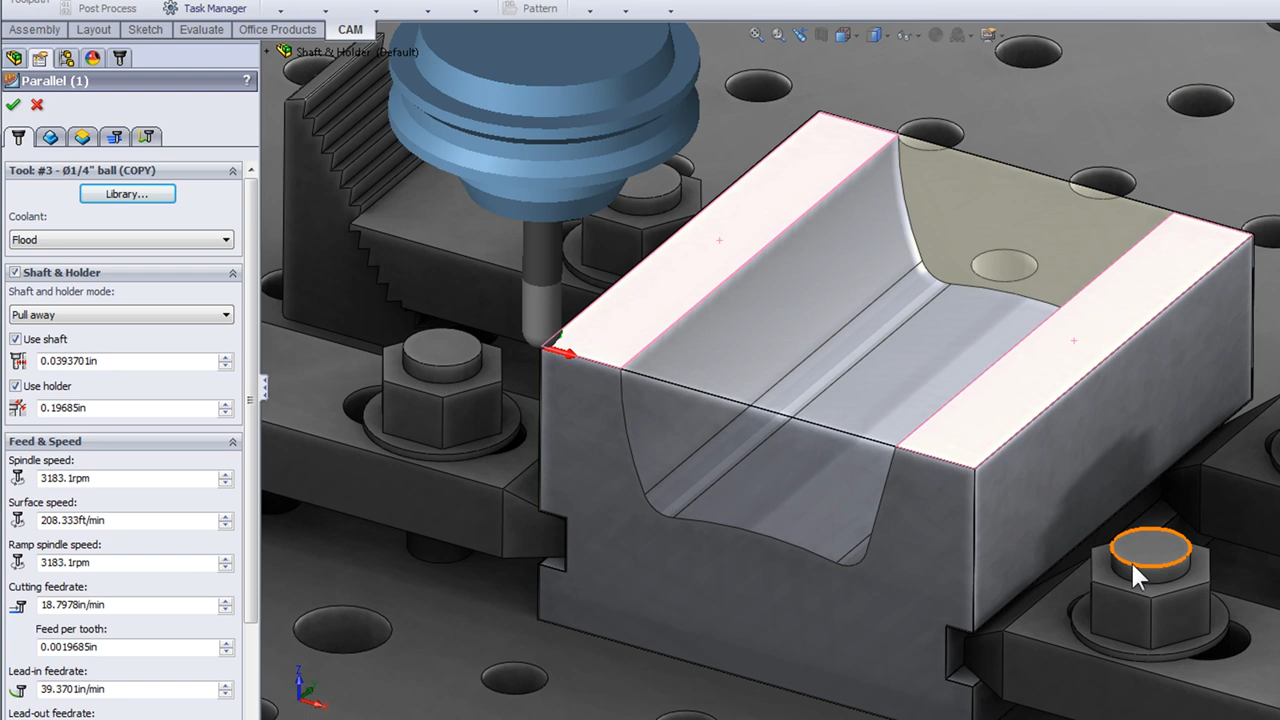 Toolpath
Post Process
Task Manager
Pattern
Assembly
Layout
Sketch
Evaluate
Office Products
CAM
Shaft & Holder (Default)
Parallel (1)
?
Tool: #3 - Ø1/4" ball (COPY)
Library...
Coolant:
Flood
Shaft & Holder
Shaft and holder mode:
Pull away
Use shaft
0.0393701in
Use holder
0.19685in
Feed & Speed
Spindle speed:
3183.1rpm
Surface speed:
208.333ft/min
Ramp spindle speed:
3183.1rpm
Cutting feedrate:
18.7978in/min
Feed per tooth:
0.0019685in
Lead-in feedrate:
39.3701in/min
Lead-out feedrate:
Z